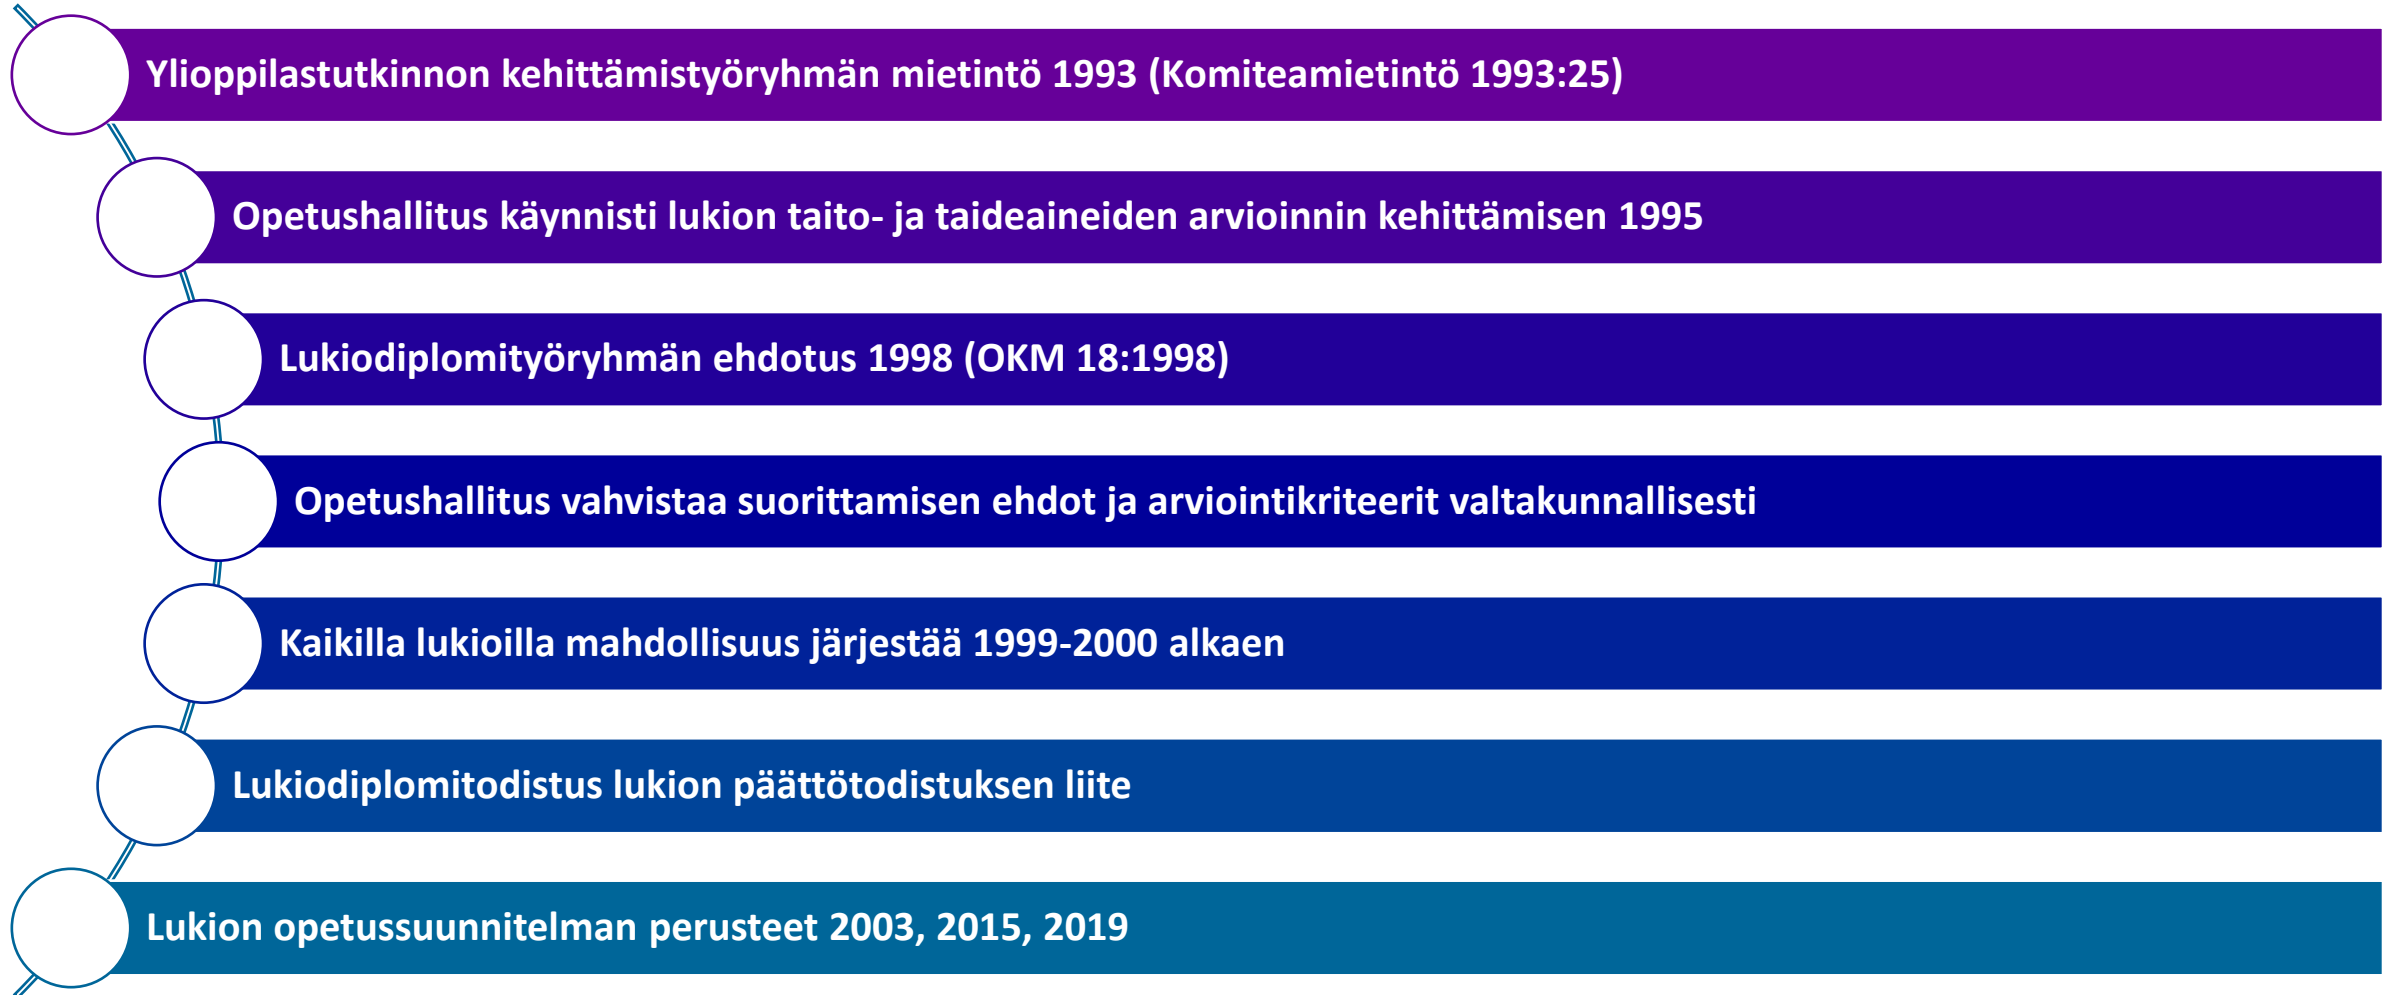 Ylioppilastutkinnon kehittämistyöryhmän mietintö 1993 (Komiteamietintö 1993:25)
Opetushallitus käynnisti lukion taito- ja taideaineiden arvioinnin kehittämisen 1995
Lukiodiplomityöryhmän ehdotus 1998 (OKM 18:1998)
Opetushallitus vahvistaa suorittamisen ehdot ja arviointikriteerit valtakunnallisesti
Kaikilla lukioilla mahdollisuus järjestää 1999-2000 alkaen
Lukiodiplomitodistus lukion päättötodistuksen liite
Lukion opetussuunnitelman perusteet 2003, 2015, 2019